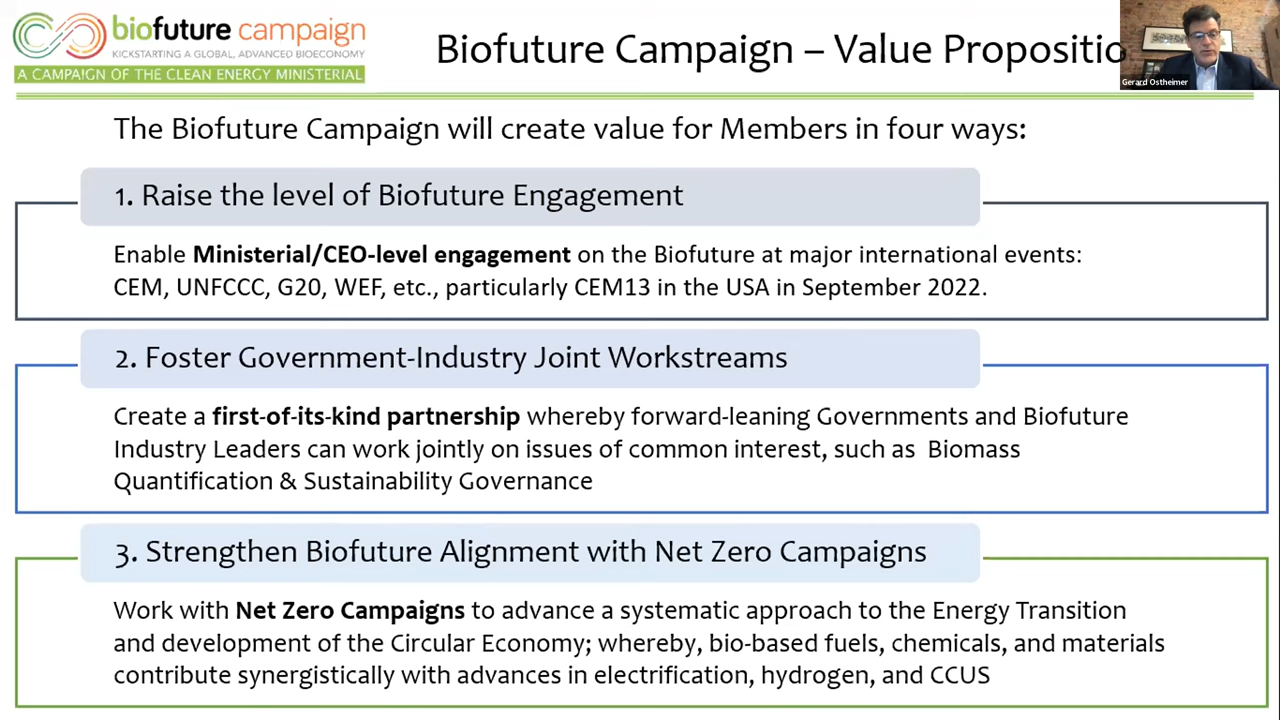 biofuture campaign
KICKSTARTING A GLOBAL, ADVANCED BIOECONOMY
A CAMPAIGN OF THE CLEAN ENERGY MINISTERIAL
Biofuture Campaign – Value Propositio
Gerard Ostheimer
The Biofuture Campaign will create value for Members in four ways:
1. Raise the level of Biofuture Engagement
Enable Ministerial/CEO-level engagement on the Biofuture at major international events:
CEM, UNFCCC, G20, WEF, etc., particularly CEM13 in the USA in September 2022.
2. Foster Government-Industry Joint Workstreams
Create a first-of-its-kind partnership whereby forward-leaning Governments and Biofuture
Industry Leaders can work jointly on issues of common interest, such as  Biomass
Quantification & Sustainability Governance
3. Strengthen Biofuture Alignment with Net Zero Campaigns
Work with Net Zero Campaigns to advance a systematic approach to the Energy Transition
and development of the Circular Economy; whereby, bio-based fuels, chemicals, and materials
contribute synergistically with advances in electrification, hydrogen, and CCUS